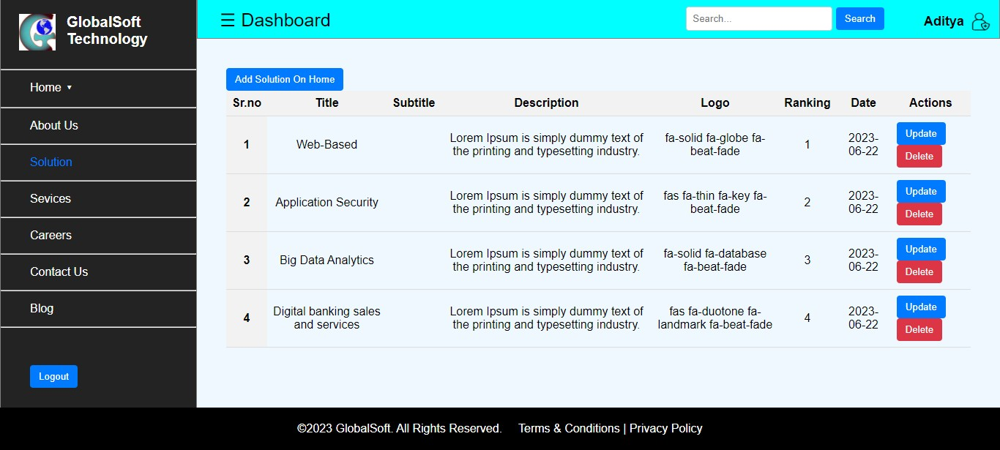 GlobalSoft
Technology
☰ Dashboard
Search...
Search
Aditya
Home ▾
About Us
Solution
Sevices
Careers
Contact Us
Blog
Logout
Add Solution On Home
Sr.no Title Subtitle Description Logo Ranking Date Actions
1 Web-Based Lorem Ipsum is simply dummy text of fa-solid fa-globe fa- 1 2023- Update
the printing and typesetting industry. beat-fade 06-22 Delete
2 Application Security Lorem Ipsum is simply dummy text of fas fa-thin fa-key fa- 2 2023- Update
the printing and typesetting industry. beat-fade 06-22 Delete
3 Big Data Analytics Lorem Ipsum is simply dummy text of fa-solid fa-database 3 2023- Update
the printing and typesetting industry. fa-beat-fade 06-22 Delete
4 Digital banking sales Lorem Ipsum is simply dummy text of fas fa-duotone fa- 4 2023- Update
and services the printing and typesetting industry. landmark fa-beat-fade 06-22 Delete
©2023 GlobalSoft. All Rights Reserved. Terms & Conditions | Privacy Policy